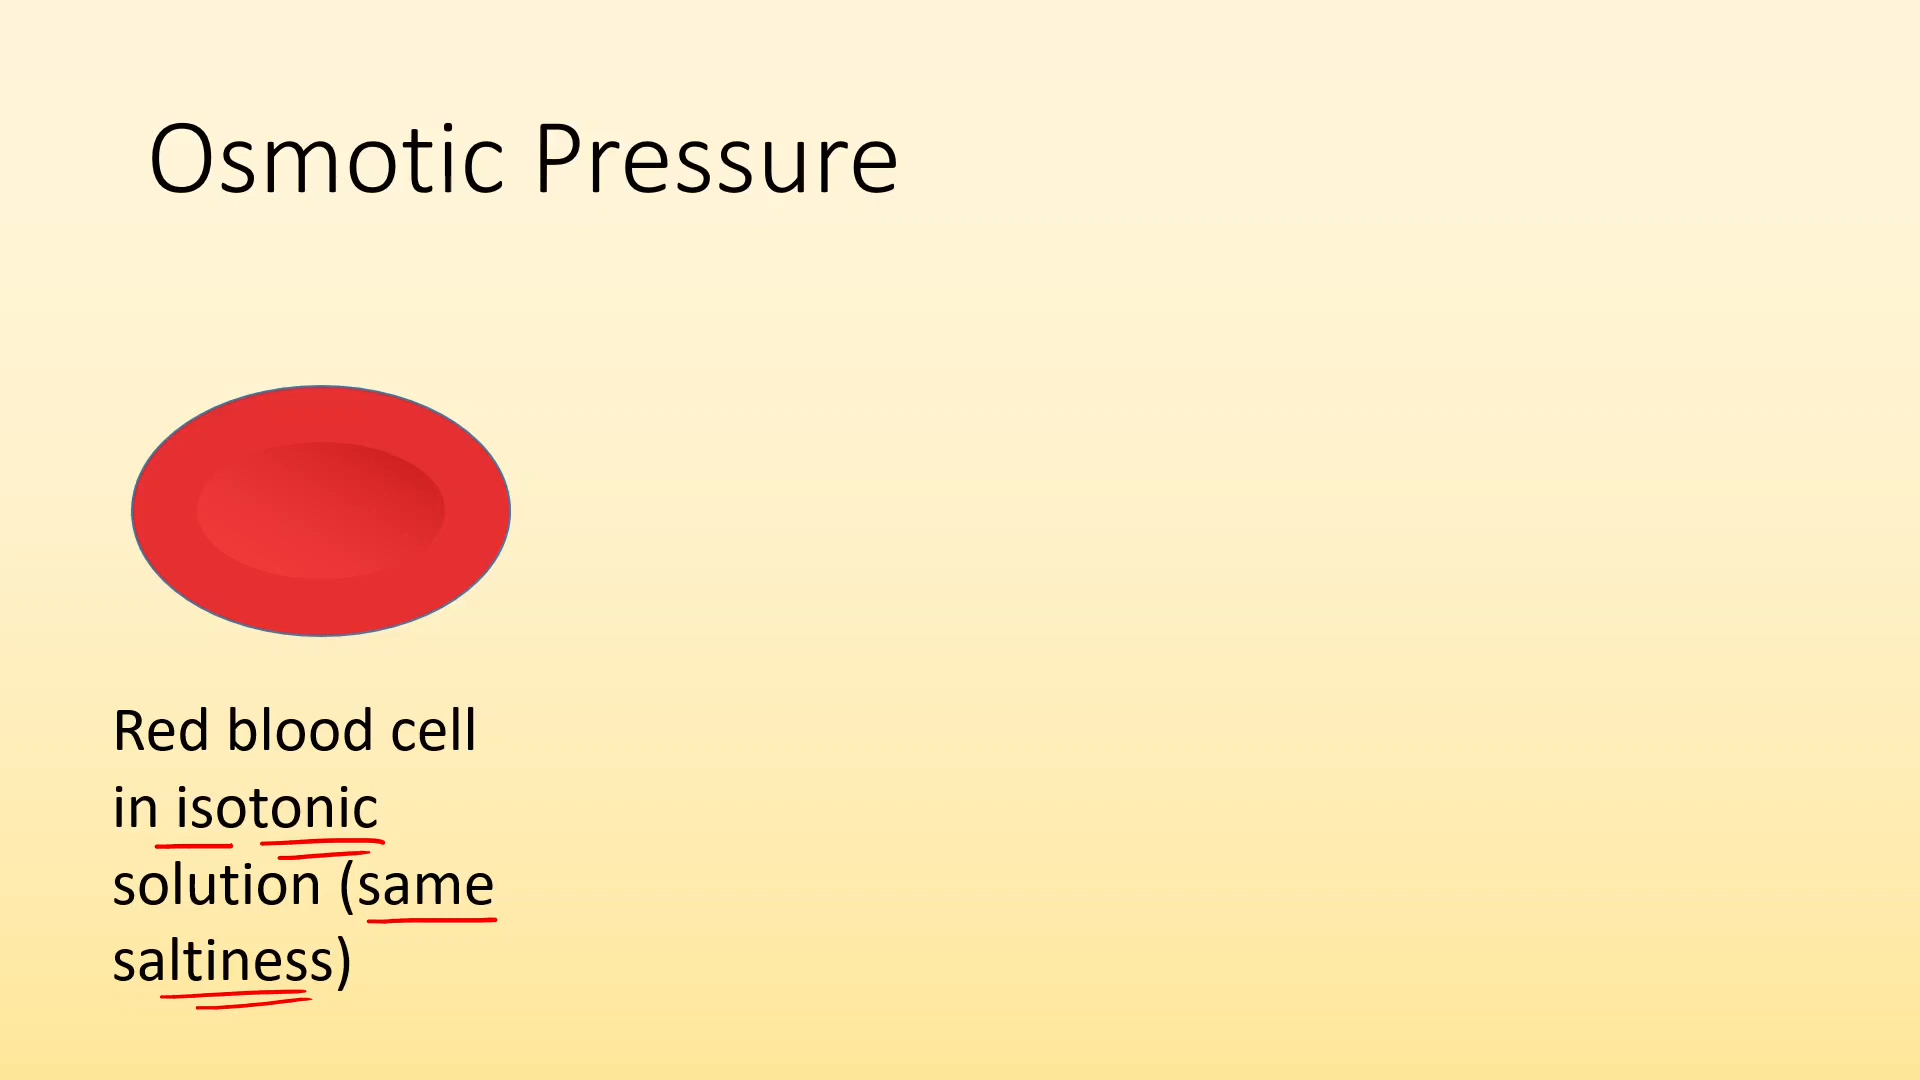 Osmotic Pressure
Red blood cell
in isotonic
solution (same
saltiness)